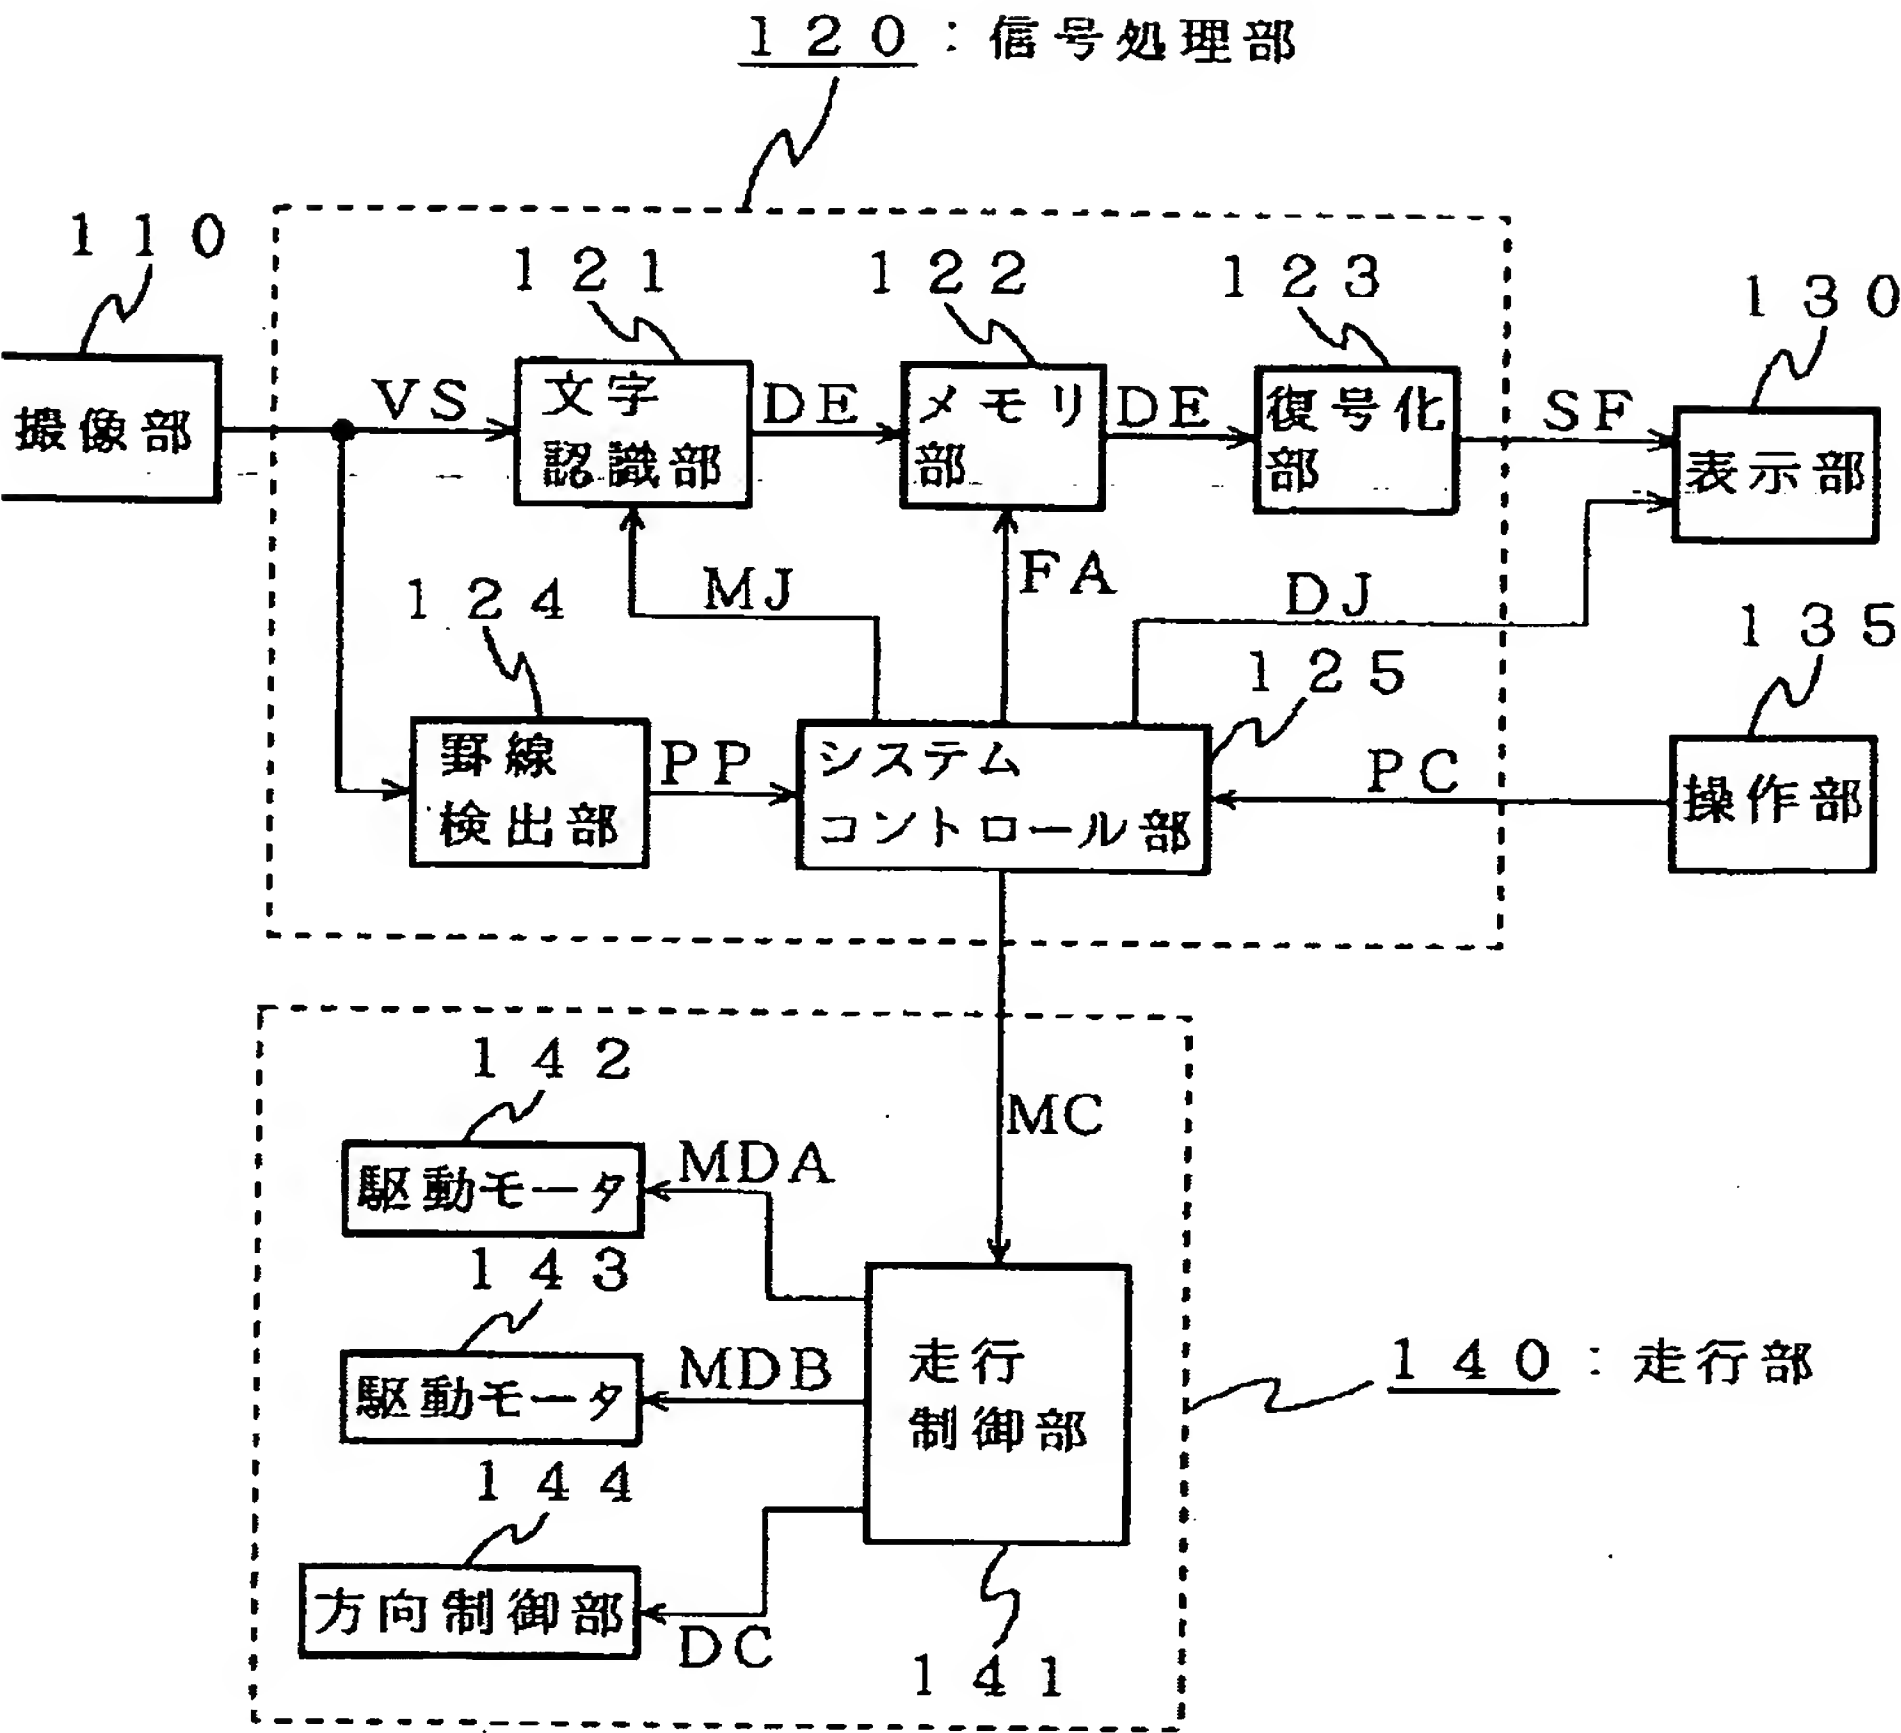 １２０：信号処理部
１１０
１２１
１２２
１２３
１３０
撮像部
VS
文字
認識部
DE
メモリ
部
DE
復号化
部
SF
表示部
MJ
FA
DJ
１２４
１２５
１３５
罫線
検出部
PP
システム
コントロール部
PC
操作部
１４２
MC
駆動モータ
MDA
１４３
駆動モータ
MDB
走行
制御部
１４０：走行部
１４４
方向制御部
DC
１４１